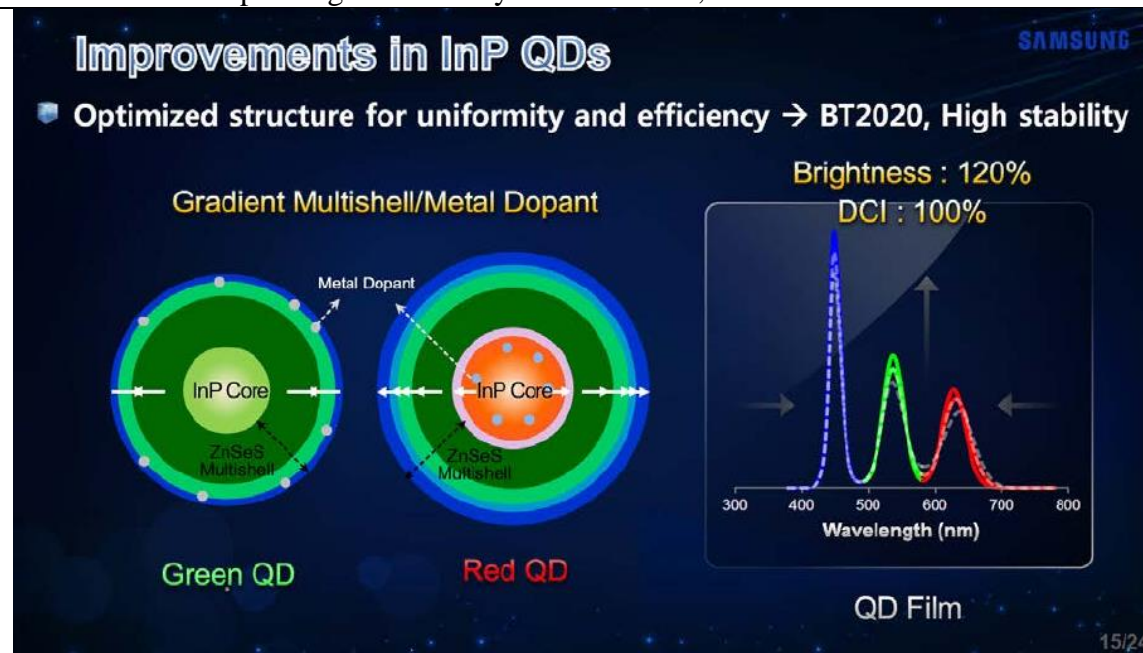 SAMSUNG
Improvements in InP QDs
Optimized structure for uniformity and efficiency → BT2020, High stability
Brightness : 120%
DCI : 100%
Gradient Multishell/Metal Dopant
Metal Dopant
InP Core
InP Core
ZnSeS
Multishell
ZnSeS
Multishell
300 400 500 600 700 800
Wavelength (nm)
Green QD
Red QD
QD Film
15/24